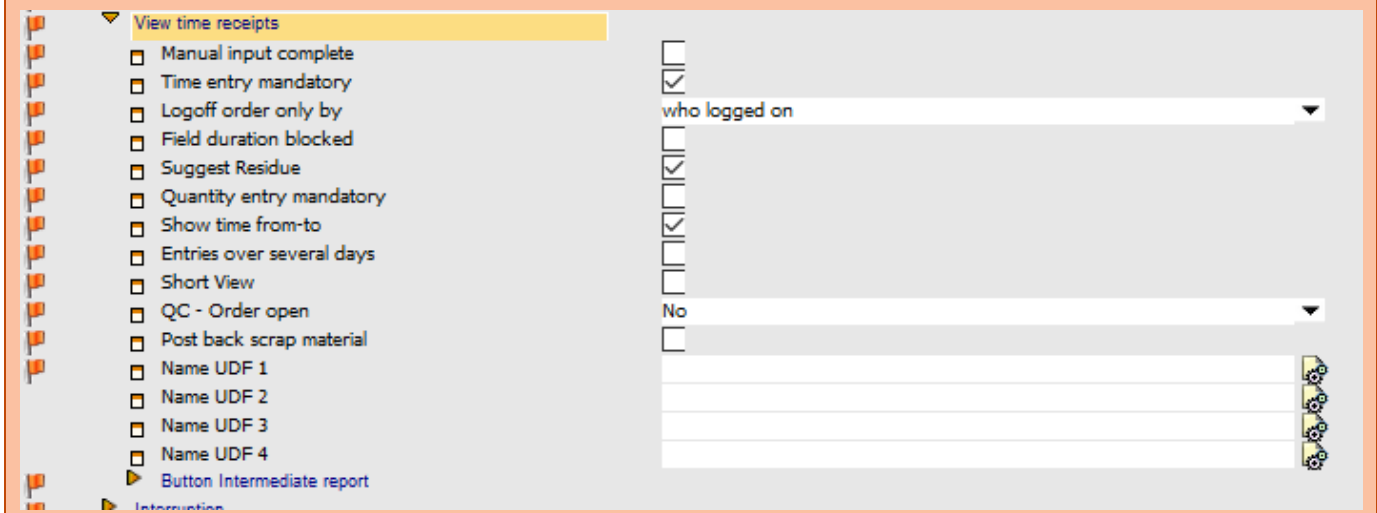 View time receipts
Manual input complete
Time entry mandatory
Logoff order only by who logged on
Field duration blocked
Suggest Residue
Quantity entry mandatory
Show time from-to
Entries over several days
Short View
QC - Order open No
Post back scrap material
Name UDF 1
Name UDF 2
Name UDF 3
Name UDF 4
Button Intermediate report
Interruption